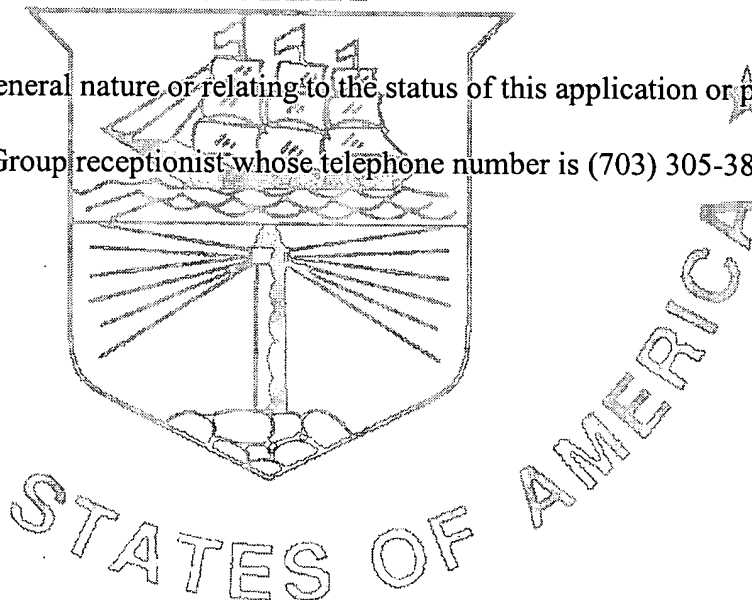 eneral nature or relating to the status of this application or p
Group receptionist whose telephone number is (703) 305-38
STATES OF AMERICA